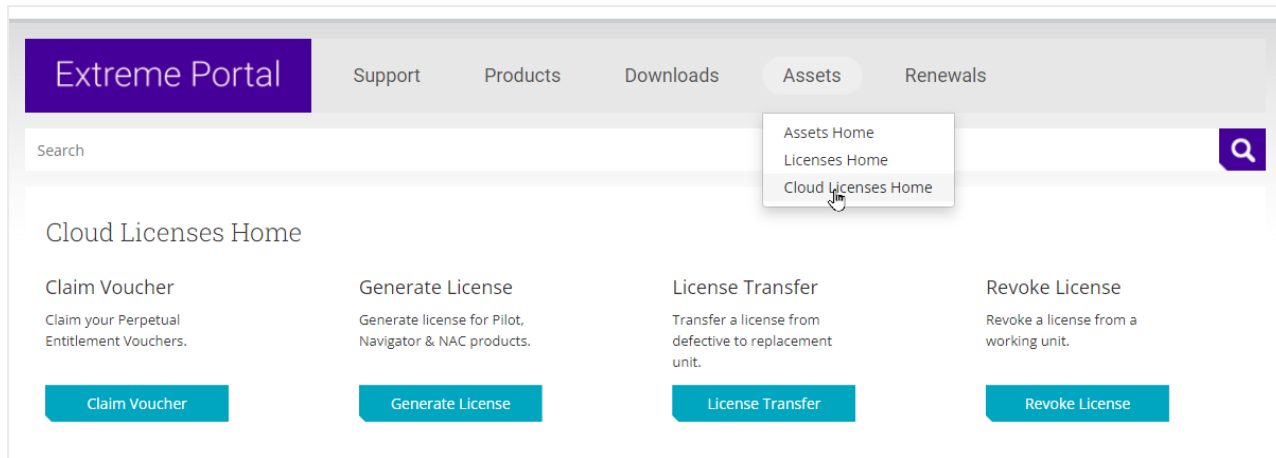 Extreme Portal
Support
Products
Downloads
Assets
Renewals
Assets Home
Licenses Home
Cloud Licenses Home
Search
Cloud Licenses Home
Claim Voucher
Claim your Perpetual
Entitlement Vouchers.
Claim Voucher
Generate License
Generate license for Pilot,
Navigator & NAC products.
Generate License
License Transfer
Transfer a license from
defective to replacement
unit.
License Transfer
Revoke License
Revoke a license from a
working unit.
Revoke License